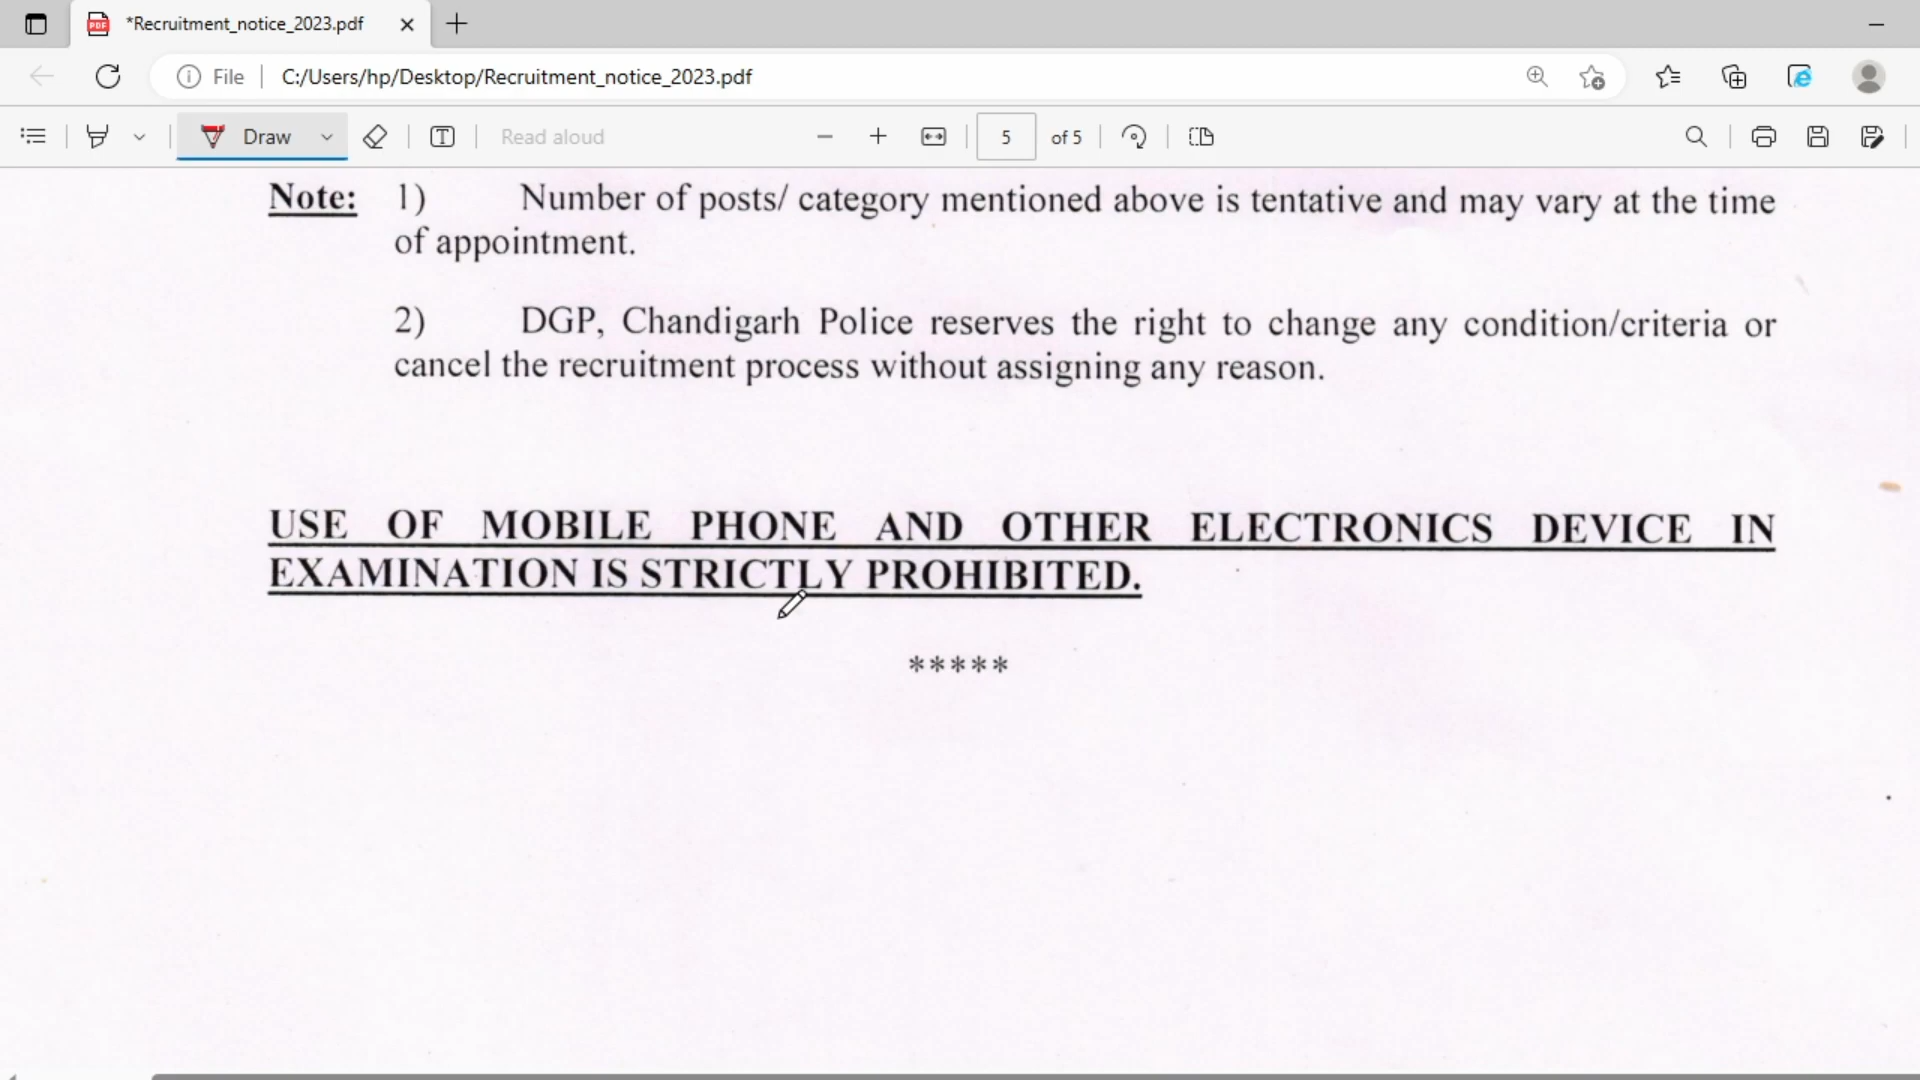 *Recruitment_notice_2023.pdf
File C:/Users/hp/Desktop/Recruitment_notice_2023.pdf
Draw Read aloud 5 of 5
Note: 1) Number of posts/ category mentioned above is tentative and may vary at the time
of appointment.
2) DGP, Chandigarh Police reserves the right to change any condition/criteria or
cancel the recruitment process without assigning any reason.
USE OF MOBILE PHONE AND OTHER ELECTRONICS DEVICE IN
EXAMINATION IS STRICTLY PROHIBITED.
*****